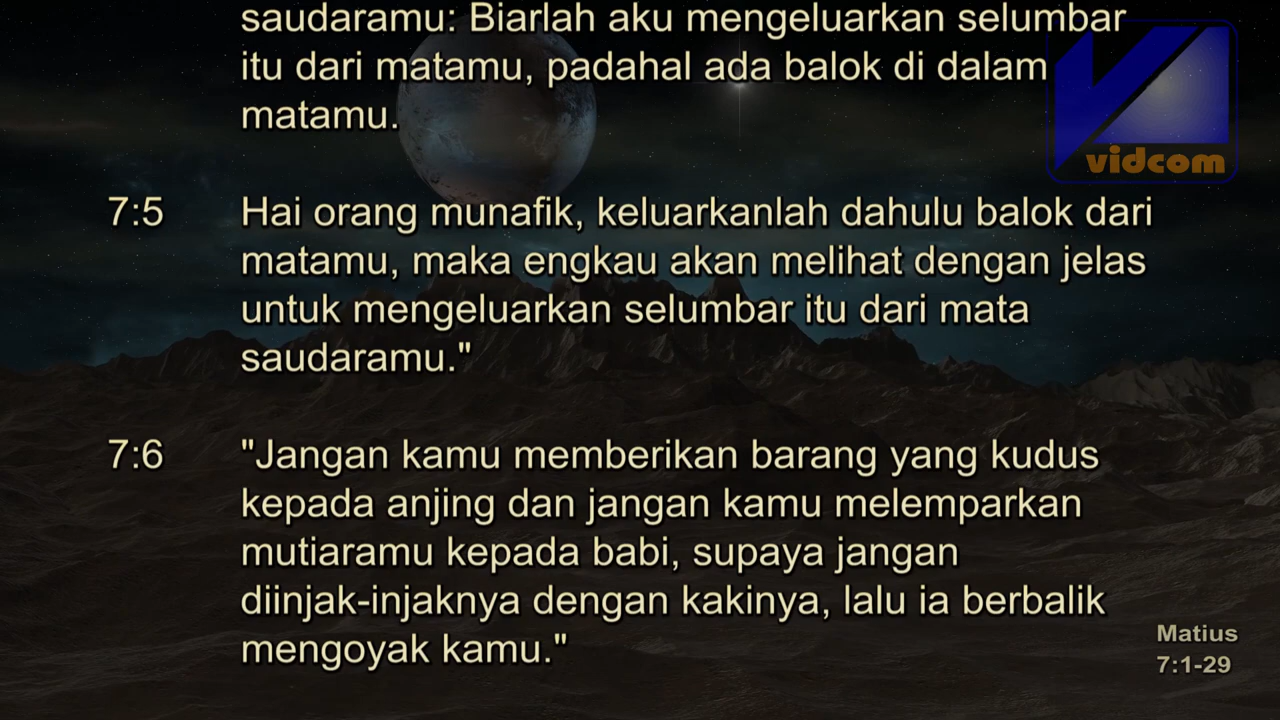 saudaramu: Biarlah aku mengeluarkan selumbar
itu dari matamu, padahal ada balok di dalam
matamu.
vidcom
7:5 Hai orang munafik, keluarkanlah dahulu balok dari
matamu, maka engkau akan melihat dengan jelas
untuk mengeluarkan selumbar itu dari mata
saudaramu."
7:6 "Jangan kamu memberikan barang yang kudus
kepada anjing dan jangan kamu melemparkan
mutiaramu kepada babi, supaya jangan
diinjak-injaknya dengan kakinya, lalu ia berbalik
mengoyak kamu."
Matius
7:1-29